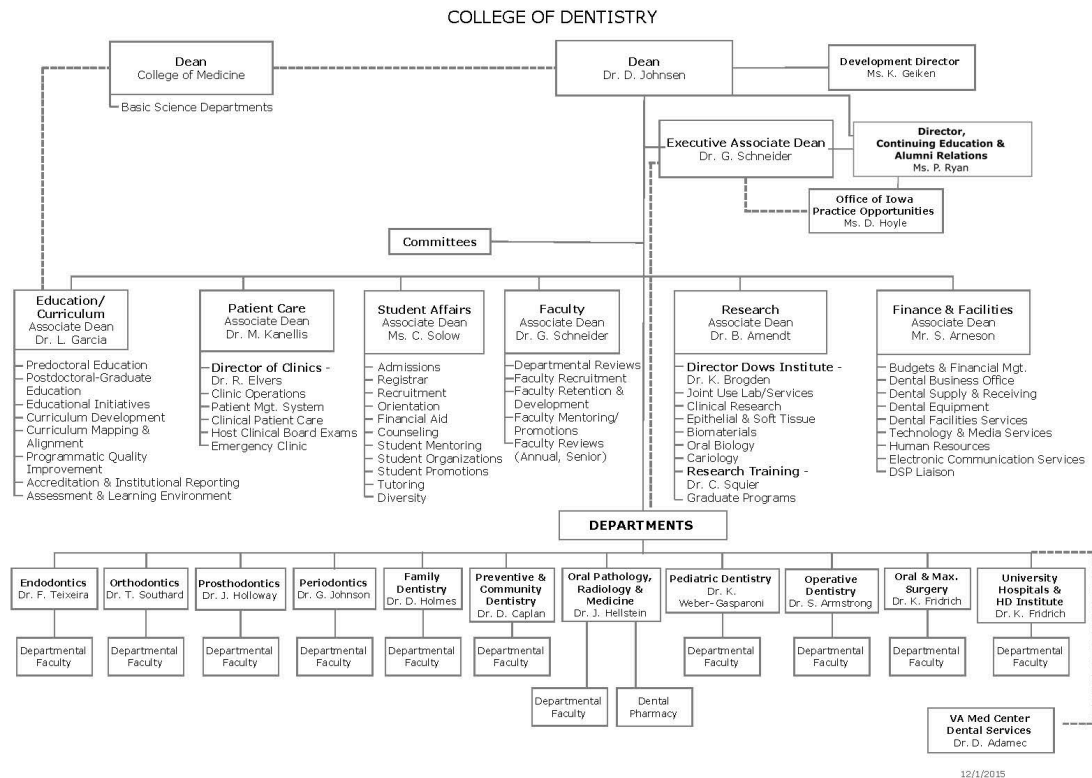 COLLEGE OF DENTISTRY
Dean
College of Medicine
Basic Science Departments
Dean
Dr. D. Johnsen
Development Director
Ms. K. Geiken
Executive Associate Dean
Dr. G. Schneider
Director,
Continuing Education &
Alumni Relations
Ms. P. Ryan
Office of Iowa
Practice Opportunities
Ms. D. Hoyle
Committees
Education/
Curriculum
Associate Dean
Dr. L. Garcia
Predoctoral Education
Postdoctoral-Graduate
Education
Educational Initiatives
Curriculum Development
Curriculum Mapping &
Alignment
Programmatic Quality
Improvement
Accreditation & Institutional Reporting
Assessment & Learning Environment
Patient Care
Associate Dean
Dr. M. Kanellis
Director of Clinics -
Dr. R. Elvers
Clinic Operations
Patient Mgt. System
Clinical Patient Care
Host Clinical Board Exams
Emergency Clinic
Student Affairs
Associate Dean
Ms. C. Solow
Admissions
Registrar
Recruitment
Orientation
Financial Aid
Counseling
Student Mentoring
Student Organizations
Student Promotions
Tutoring
Diversity
Faculty
Associate Dean
Dr. G. Schneider
Departmental Reviews
Faculty Recruitment
Faculty Retention &
Development
Faculty Mentoring/
Promotions
Faculty Reviews
(Annual, Senior)
Research
Associate Dean
Dr. B. Amendt
Director Dows Institute -
Dr. K. Brogden
Joint Use Lab/Services
Clinical Research
Epithelial & Soft Tissue
Biomaterials
Oral Biology
Cariology
Research Training -
Dr. C. Squier
Graduate Programs
Finance & Facilities
Associate Dean
Mr. S. Arneson
Budgets & Financial Mgt.
Dental Business Office
Dental Supply & Receiving
Dental Equipment
Dental Facilities Services
Technology & Media Services
Human Resources
Electronic Communication Services
DSP Liaison
DEPARTMENTS
Endodontics
Dr. F. Teixeira
Departmental
Faculty
Orthodontics
Dr. T. Southard
Departmental
Faculty
Prosthodontics
Dr. J. Holloway
Departmental
Faculty
Periodontics
Dr. G. Johnson
Departmental
Faculty
Family
Dentistry
Dr. D. Holmes
Departmental
Faculty
Preventive &
Community
Dentistry
Dr. D. Caplan
Departmental
Faculty
Oral Pathology,
Radiology &
Medicine
Dr. J. Hellstein
Departmental
Faculty
Dental
Pharmacy
Pediatric Dentistry
Dr. K.
Weber-Gasparoni
Departmental
Faculty
Operative
Dentistry
Dr. S. Armstrong
Departmental
Faculty
Oral & Max.
Surgery
Dr. K. Fridrich
Departmental
Faculty
University
Hospitals &
HD Institute
Dr. K. Fridrich
Departmental
Faculty
VA Med Center
Dental Services
Dr. D. Adamec
12/1/2015